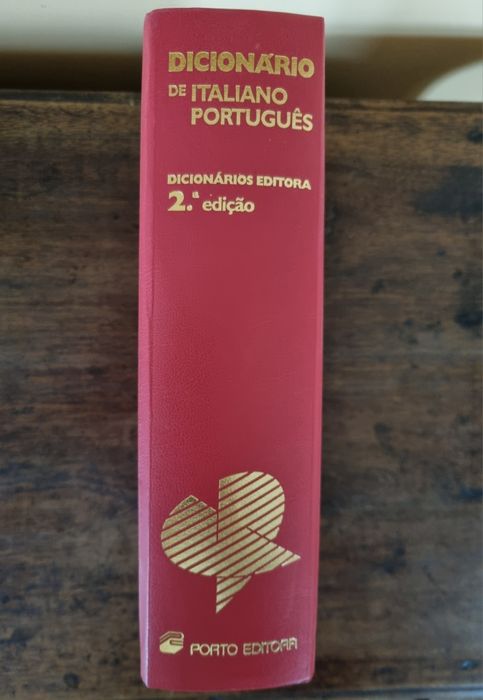 DICIONÁRIO
DE ITALIANO
PORTUGUÊS
DICIONÁRIOS EDITORA
2.ª edição
PORTO EDITORA